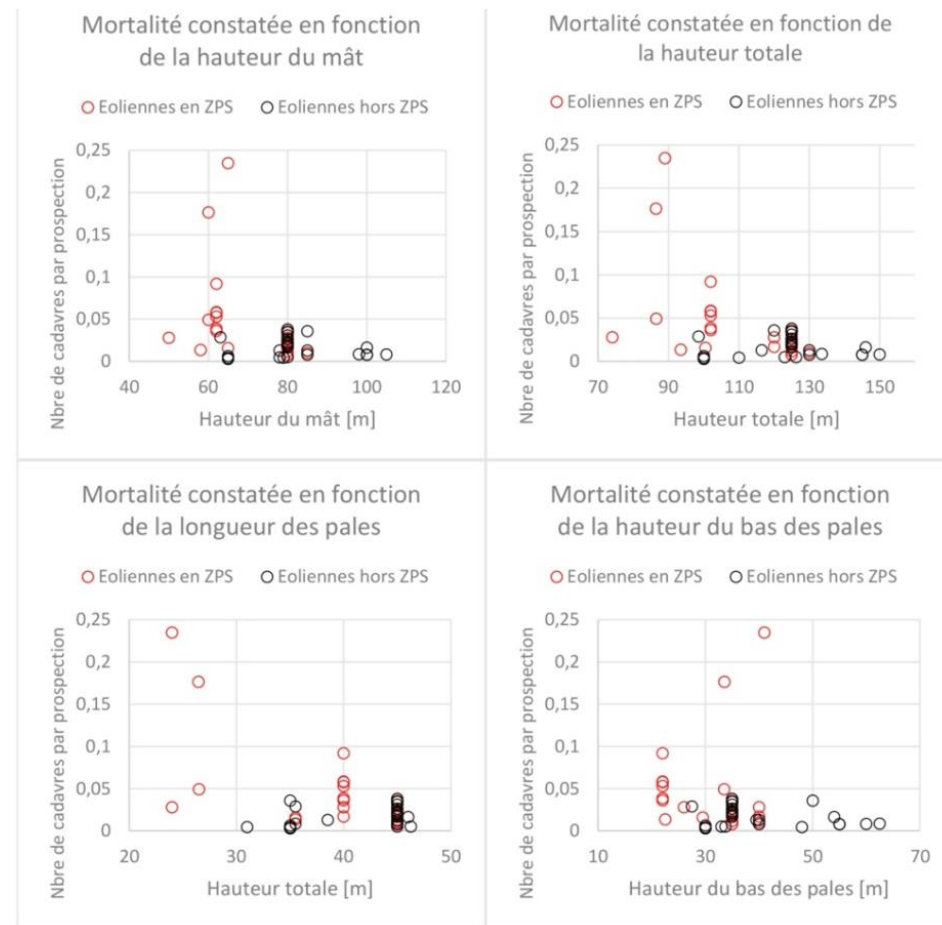 Mortalité constatée en fonction
de la hauteur du mât
Eoliennes en ZPS Eoliennes hors ZPS
Nbre de cadavres par prospection
0,25
0,2
0,15
0,1
0,05
0
40 60 80 100 120
Hauteur du mât [m]
Mortalité constatée en fonction de
la hauteur totale
Eoliennes en ZPS Eoliennes hors ZPS
Nbre de cadavres par prospection
0,25
0,2
0,15
0,1
0,05
0
70 90 110 130 150
Hauteur totale [m]
Mortalité constatée en fonction
de la longueur des pales
Eoliennes en ZPS Eoliennes hors ZPS
Nbre de cadavres par prospection
0,25
0,2
0,15
0,1
0,05
0
20 30 40 50
Hauteur totale [m]
Mortalité constatée en fonction
de la hauteur du bas des pales
Eoliennes en ZPS Eoliennes hors ZPS
Nbre de cadavres par prospection
0,25
0,2
0,15
0,1
0,05
0
10 30 50 70
Hauteur du bas des pales [m]